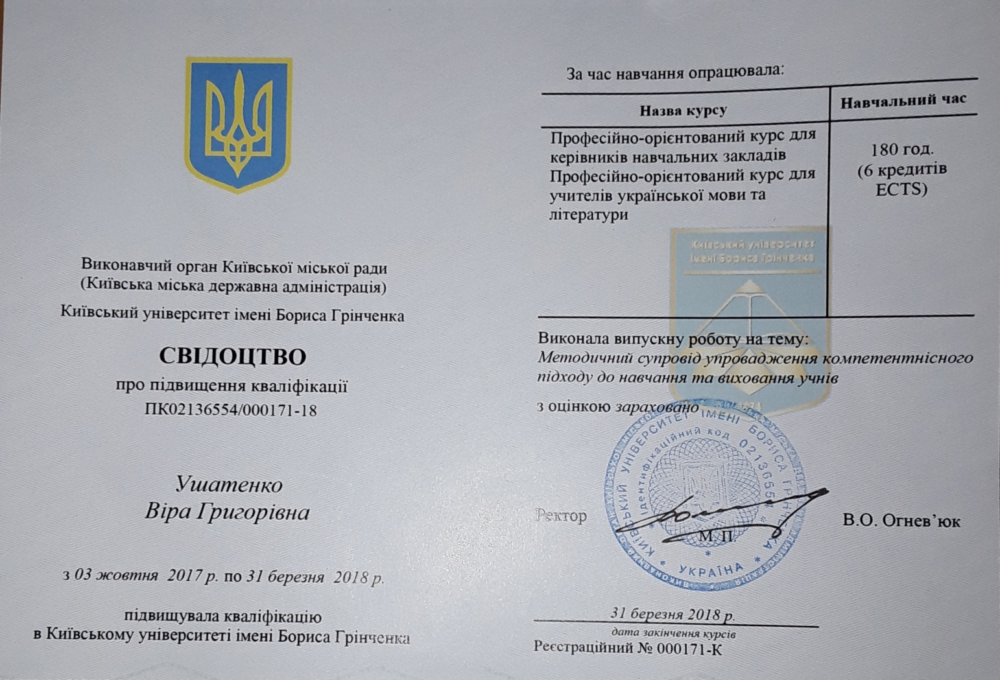 Виконавчий орган Київської міської ради
(Київська міська державна адміністрація)
Київський університет імені Бориса Грінченка
СВІДОЦТВО
про підвищення кваліфікації
ПК02136554/000171-18
Ушатенко
Віра Григорівна
з 03 жовтня 2017 р. по 31 березня 2018 р.
підвищувала кваліфікацію
в Київському університеті імені Бориса Грінченка
За час навчання опрацювала:
Назва курсу
Навчальний час
Професійно-орієнтований курс для
керівників навчальних закладів
Професійно-орієнтований курс для
учителів української мови та
літератури
180 год.
(6 кредитів
ECTS)
Київський університет
імені Бориса Грінченка
Виконала випускну роботу на тему:
Методичний супровід упровадження компетентнісного
підходу до навчання та виховання учнів
з оцінкою зараховано
КИЇВСЬКИЙ УНІВЕРСИТЕТ ІМЕНІ БОРИСА ГРІНЧЕНКА
* Ідентифікаційний код 02136554 *
* УКРАЇНА *
Ректор
М. П.
В.О. Огнев’юк
31 березня 2018 р.
дата закінчення курсів
Реєстраційний № 000171-К